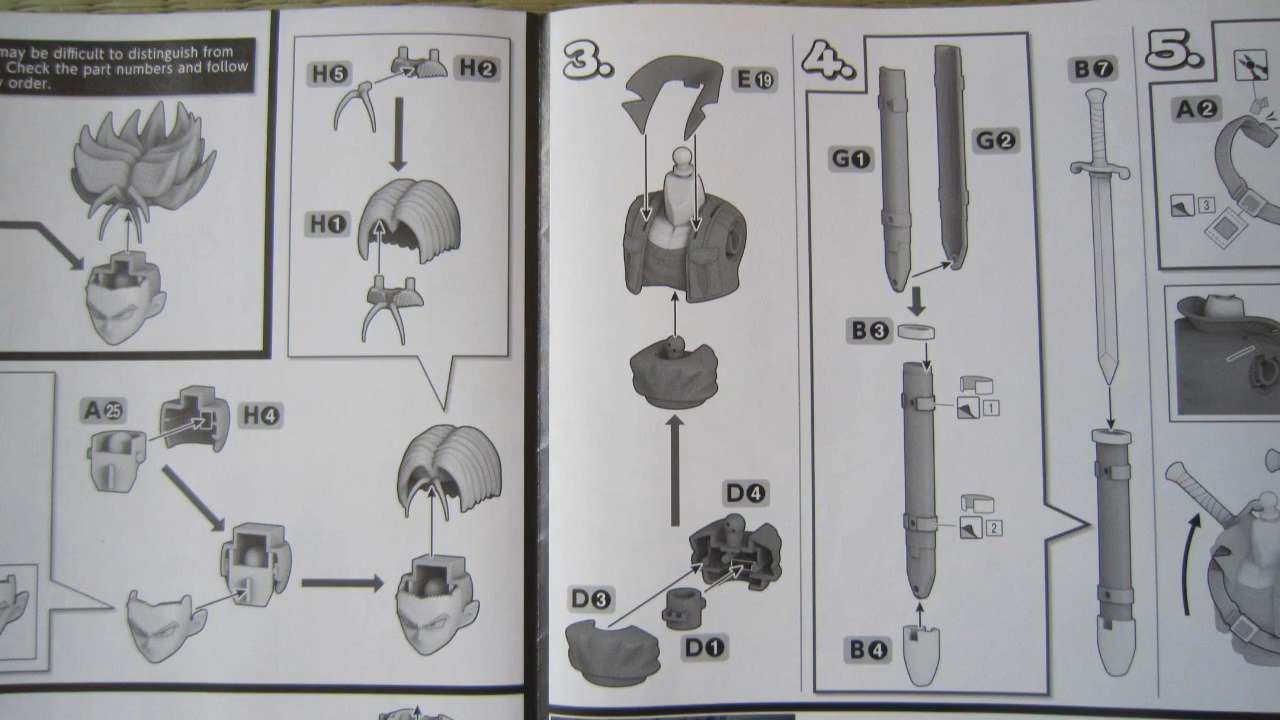 may be difficult to distinguish from
. Check the part numbers and follow
order.
H5
H2
H1
A25
H4
3.
E19
D4
D3
D1
4.
G1
G2
B3
1
2
B4
B7
5.
A2
3